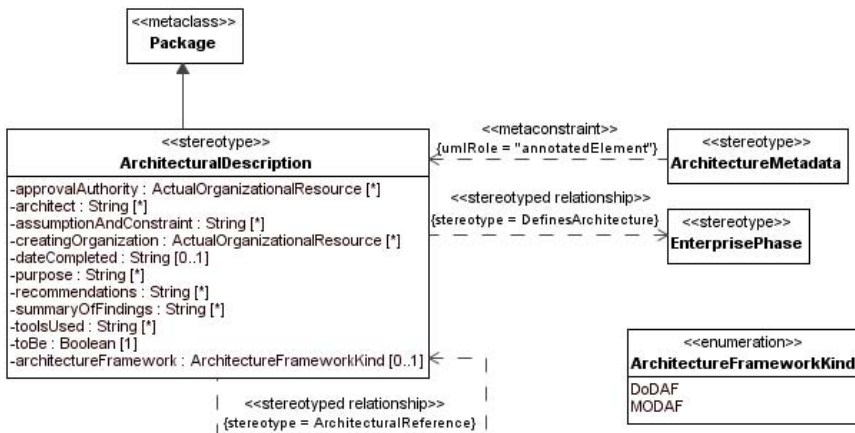 <<metaclass>>
Package
<<stereotype>>
ArchitecturalDescription
-approvalAuthority : ActualOrganizationalResource [*]
-architect : String [*]
-assumptionAndConstraint : String [*]
-creatingOrganization : ActualOrganizationalResource [*]
-dateCompleted : String [0..1]
-purpose : String [*]
-recommendations : String [*]
-summaryOfFindings : String [*]
-toolsUsed : String [*]
-toBe : Boolean [1]
-architectureFramework : ArchitectureFrameworkKind [0..1]
<<metaconstraint>>
{umlRole = "annotatedElement"}
<<stereotype>>
ArchitectureMetadata
<<stereotyped relationship>>
{stereotype = DefinesArchitecture}
<<stereotype>>
EnterprisePhase
<<enumeration>>
ArchitectureFrameworkKind
DoDAF
MODAF
<<stereotyped relationship>>
{stereotype = ArchitecturalReference}